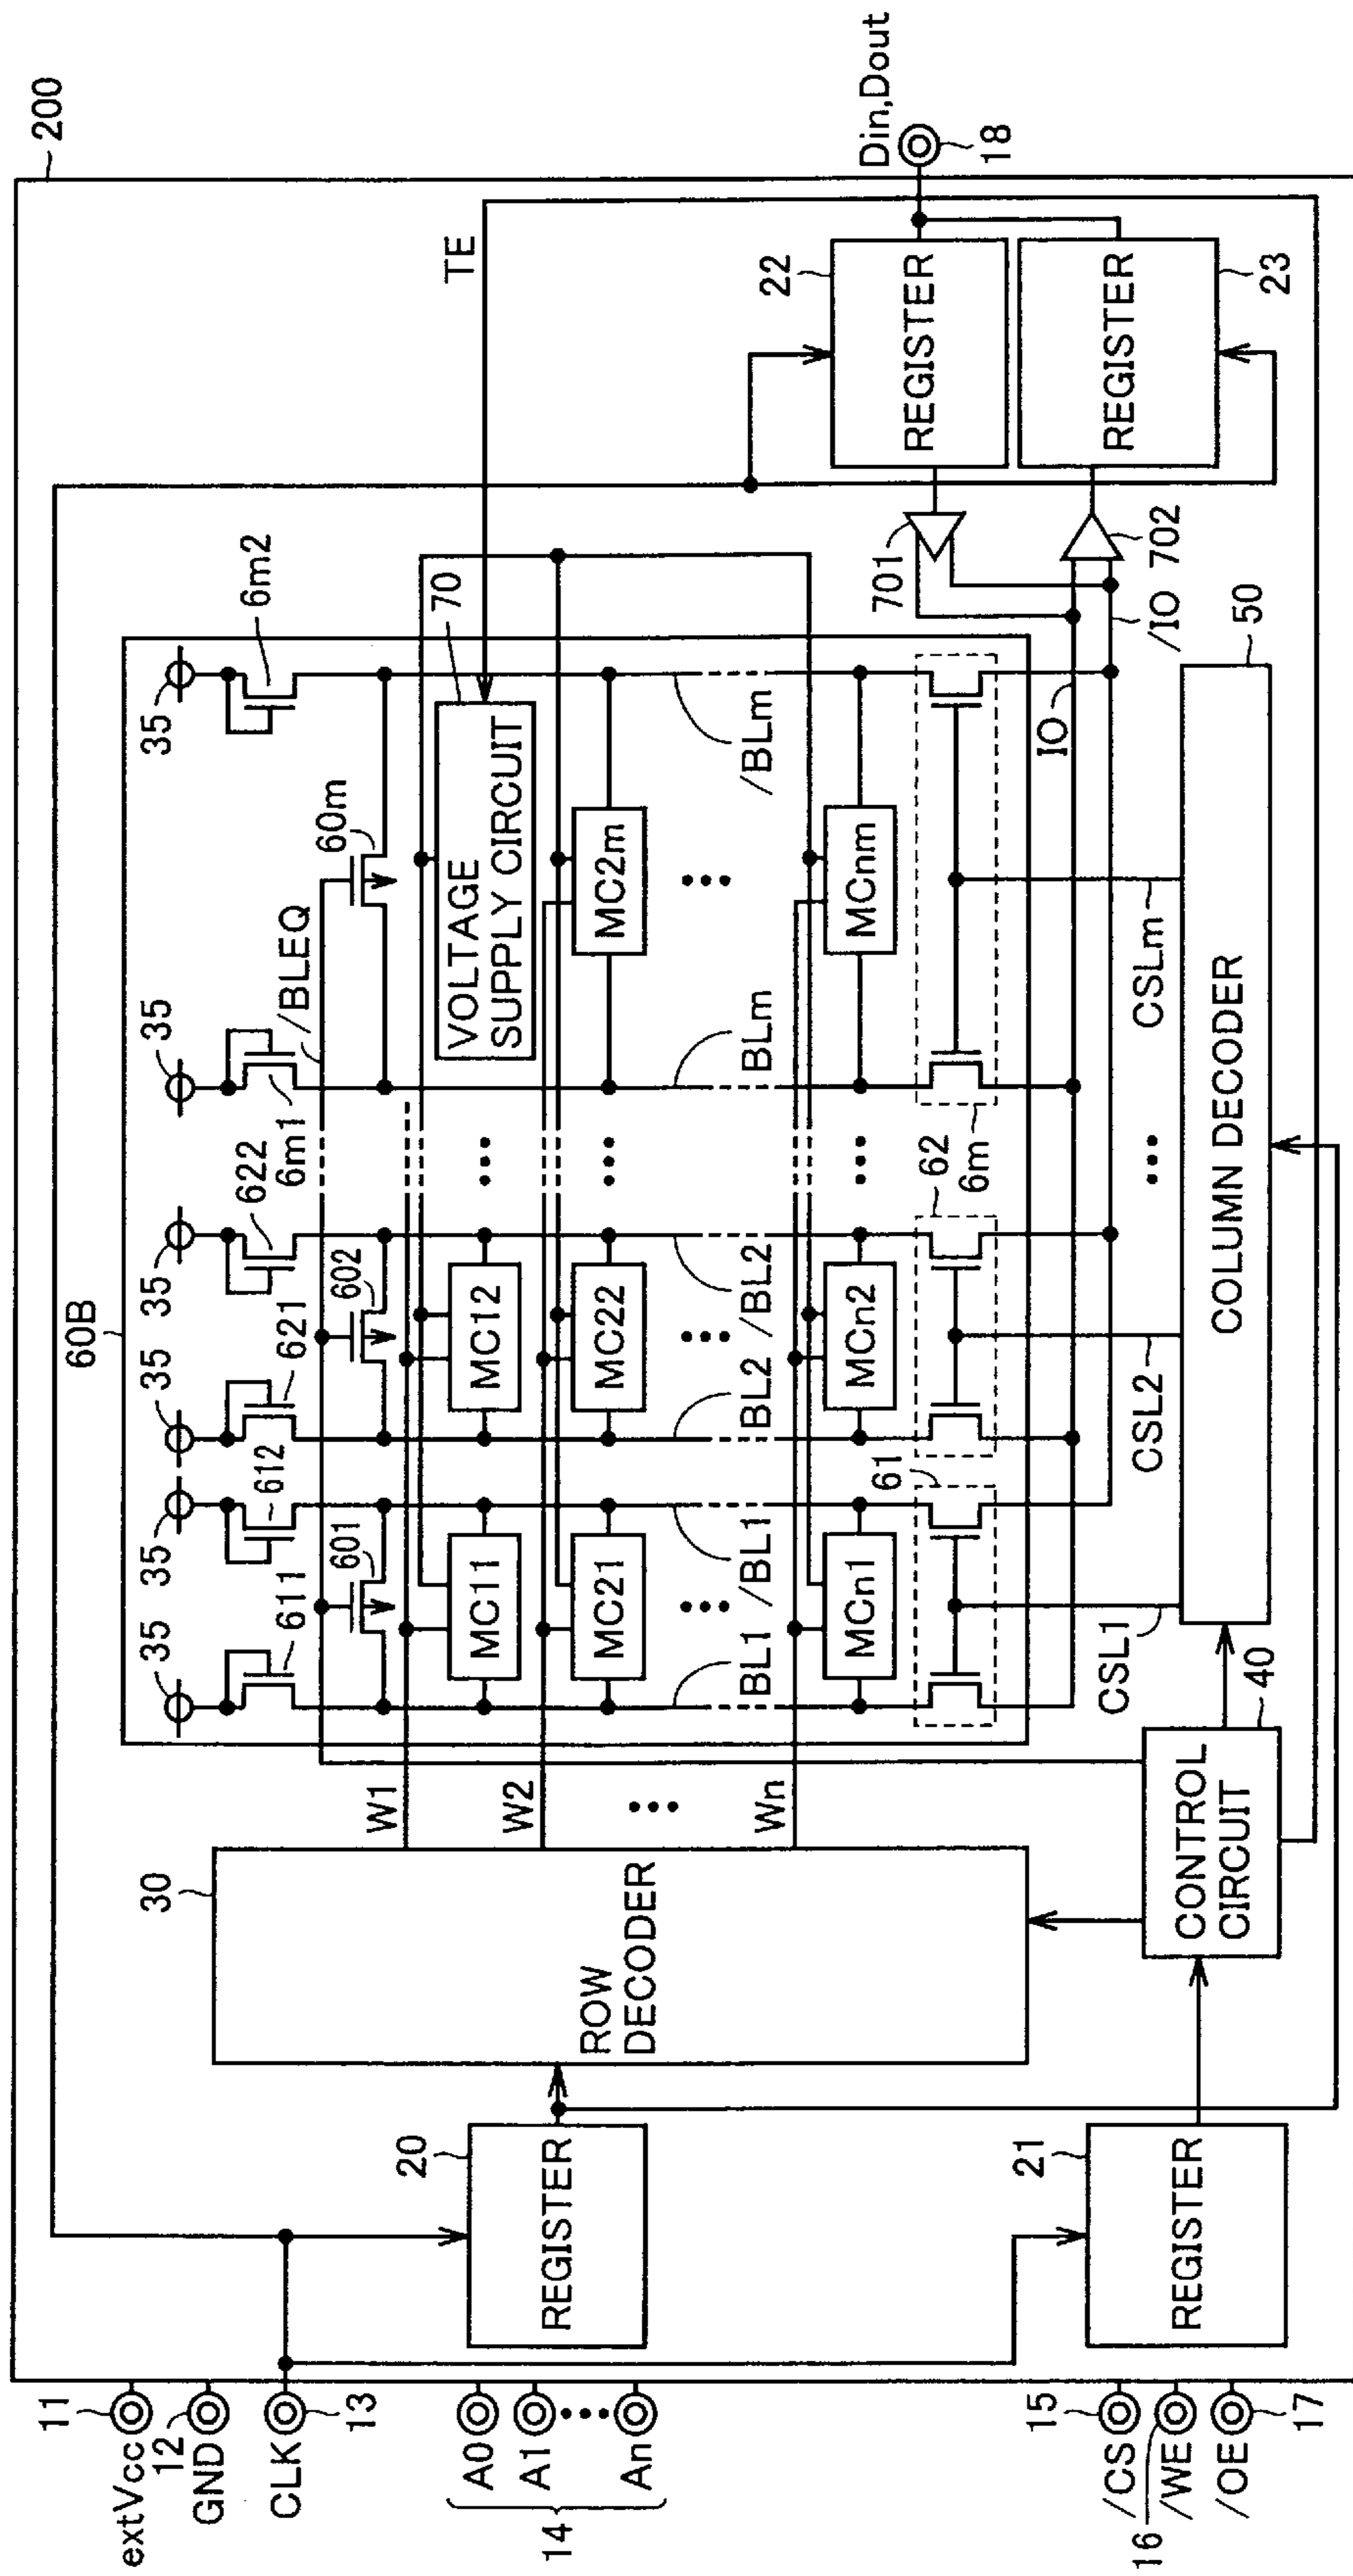 200
extVcc
11
12
GND
CLK
13
A0
A1
An
14
/CS
15
16
/WE
/OE
17
20
REGISTER
21
REGISTER
30
ROW
DECODER
CONTROL
CIRCUIT
40
W1
W2
Wn
60B
35
35
35
35
35
35
611
612
621
622
6m1
6m2
601
602
60m
/BLEQ
MC11
MC12
VOLTAGE
SUPPLY CIRCUIT
70
TE
MC21
MC22
MC2m
BL1
/BL1
BL2
/BL2
BLm
/BLm
MCn1
MCn2
MCnm
61
62
6m
IO
/IO
CSL1
CSL2
CSLm
COLUMN DECODER
50
701
702
22
REGISTER
REGISTER
23
Din,Dout
18